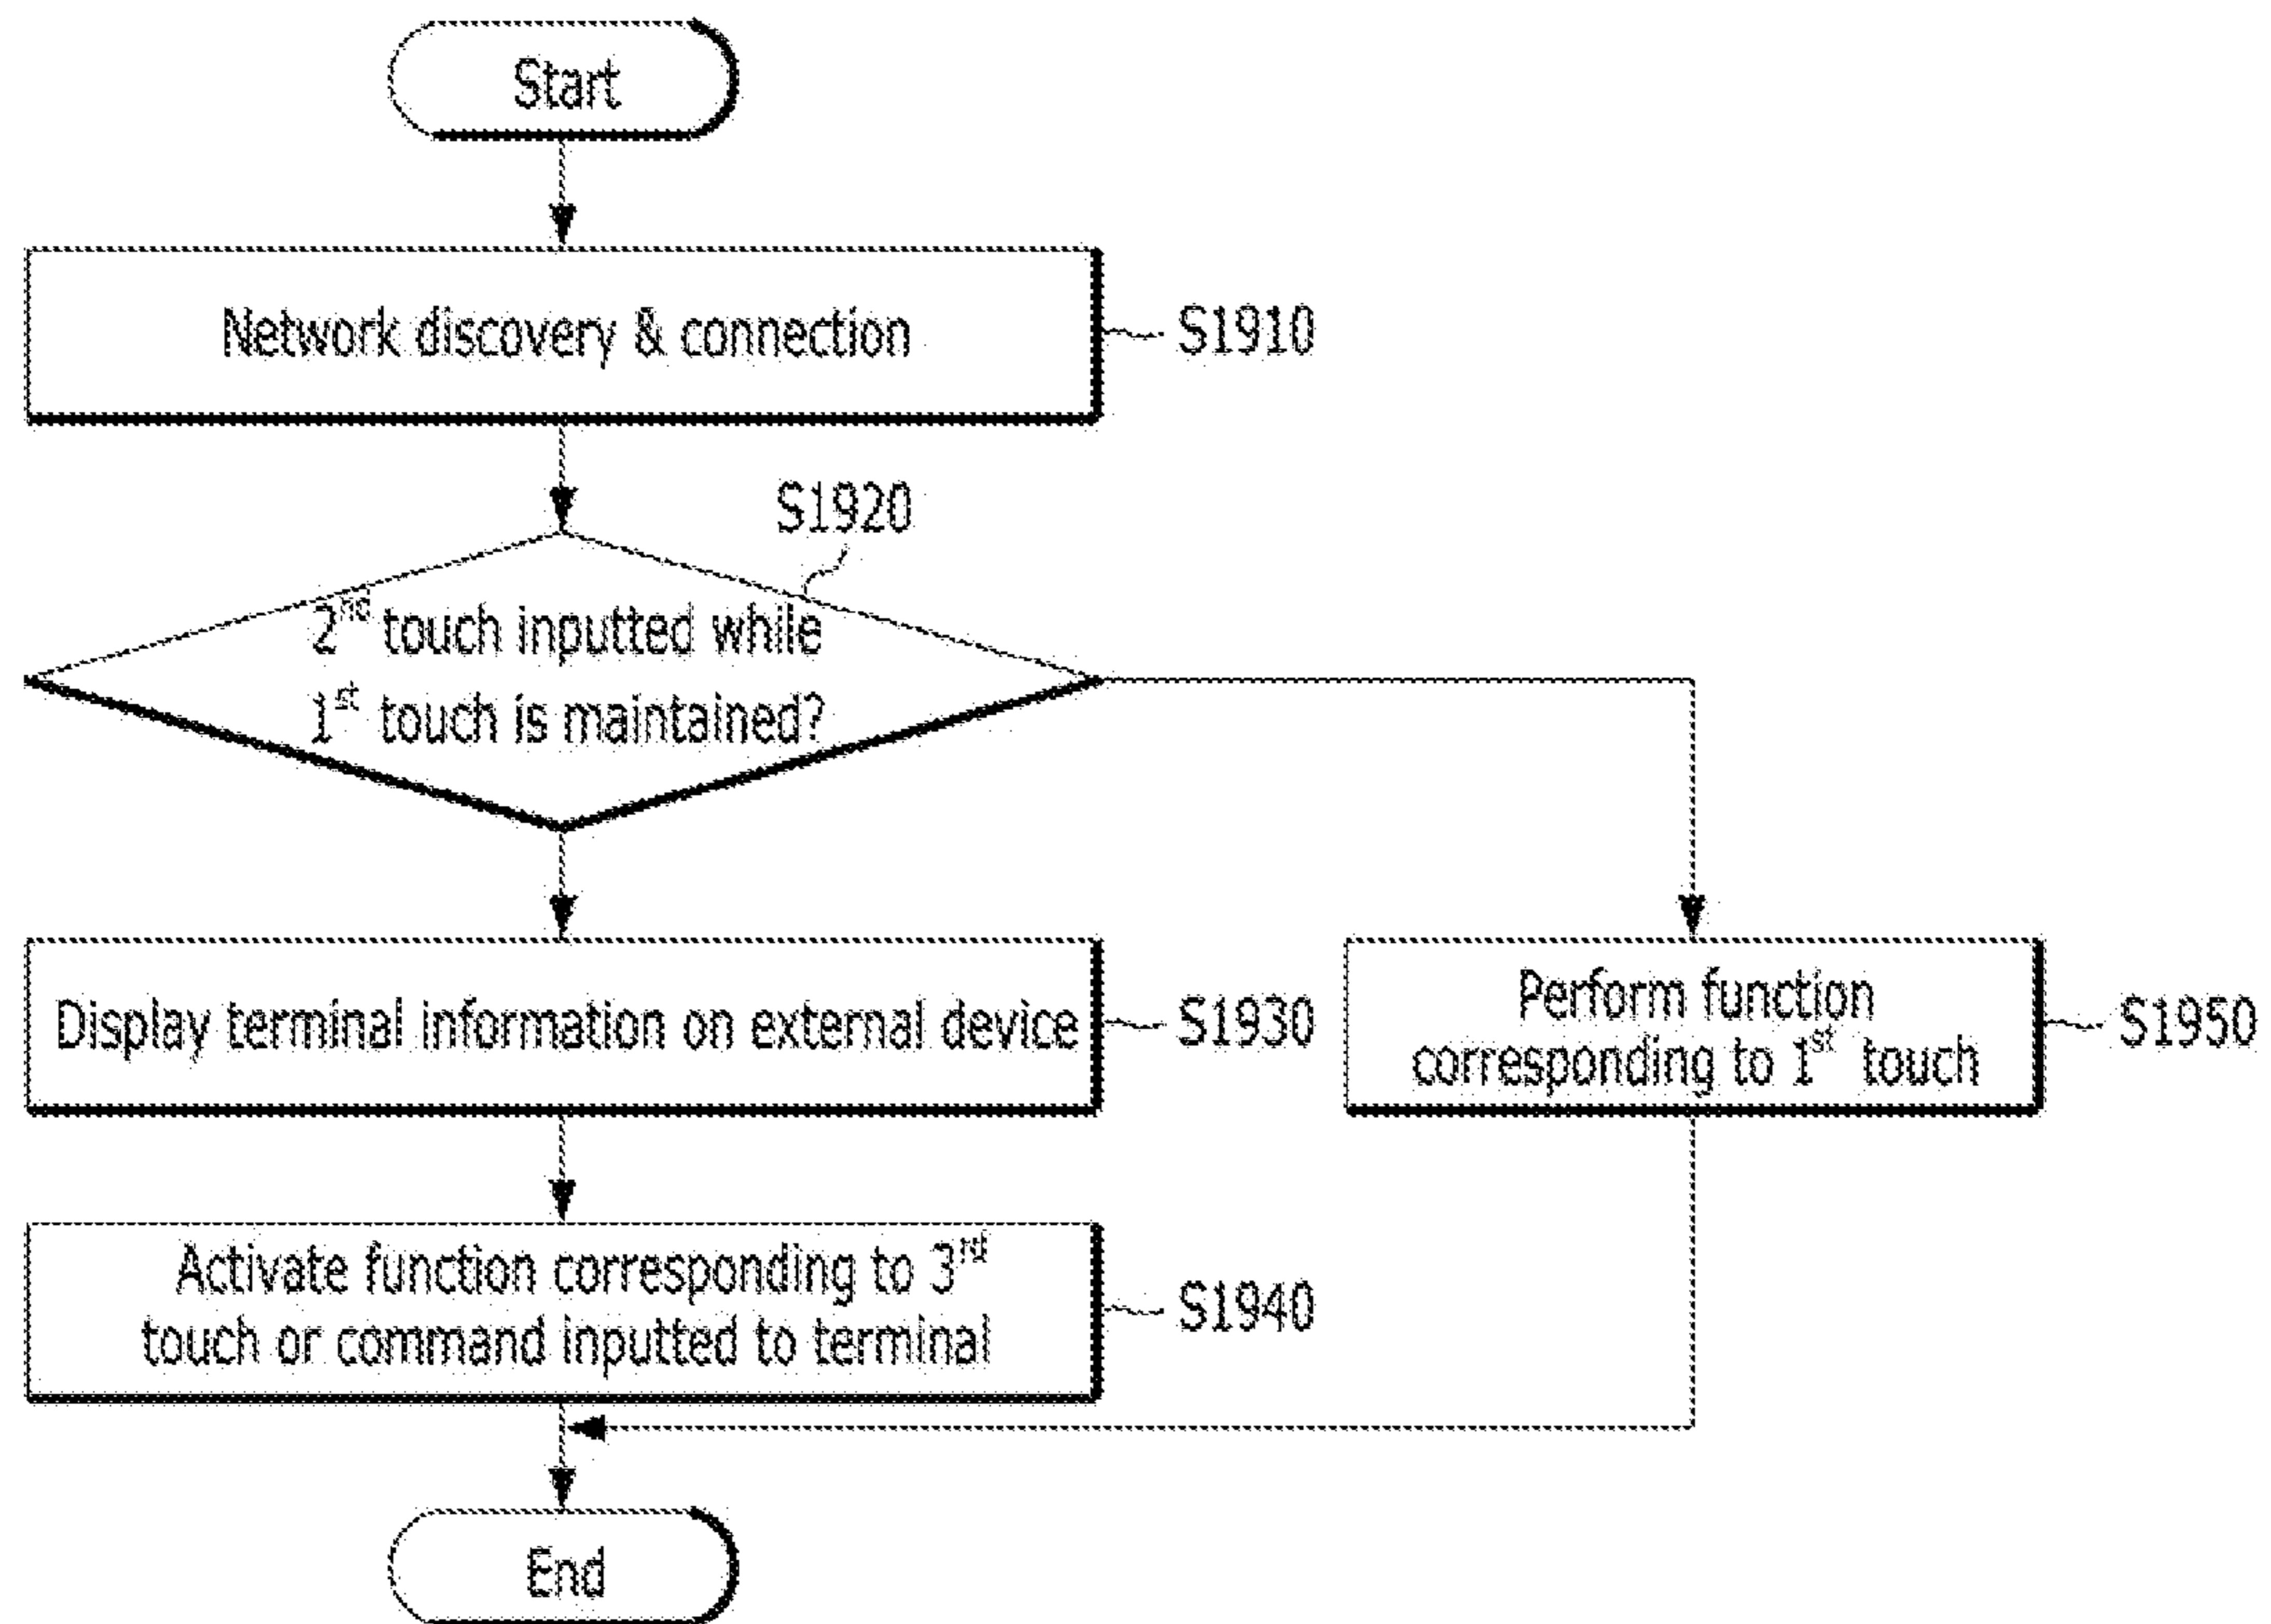 Start
Network discovery & connection
S1910
S1920
2nd touch inputted while
1st touch is maintained?
Display terminal information on external device
S1930
Perform function
corresponding to 1st touch
S1950
Activate function corresponding to 3rd
touch or command inputted to terminal
S1940
End